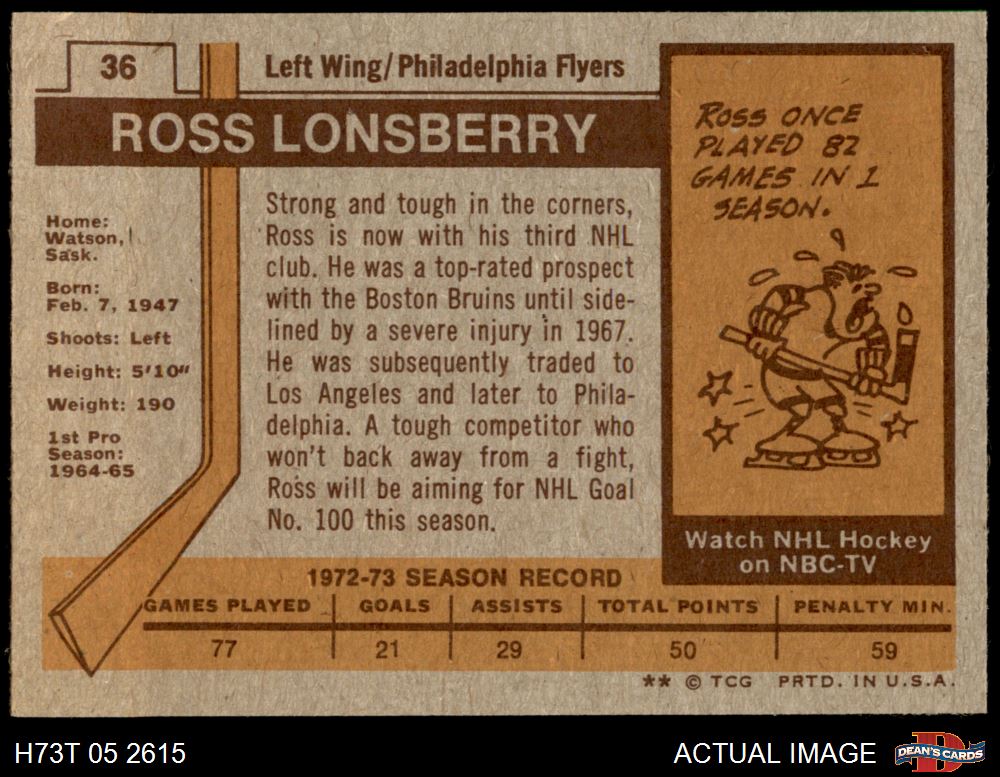 36
Left Wing/Philadelphia Flyers
ROSS LONSBERRY
Home:
Watson,
Sask.
Born:
Feb. 7, 1947
Shoots: Left
Height: 5'10"
Weight: 190
1st Pro
Season:
1964-65
Strong and tough in the corners,
Ross is now with his third NHL
club. He was a top-rated prospect
with the Boston Bruins until side-
lined by a severe injury in 1967.
He was subsequently traded to
Los Angeles and later to Phila-
delphia. A tough competitor who
won't back away from a fight,
Ross will be aiming for NHL Goal
No. 100 this season.
ROSS ONCE
PLAYED 82
GAMES IN 1
SEASON.
Watch NHL Hockey
on NBC-TV
1972-73 SEASON RECORD
GAMES PLAYED GOALS ASSISTS TOTAL POINTS PENALTY MIN.
77 21 29 50 59
** © TCG PRTD. IN U.S.A.
H73T 05 2615 ACTUAL IMAGE D DEAN'S CARDS